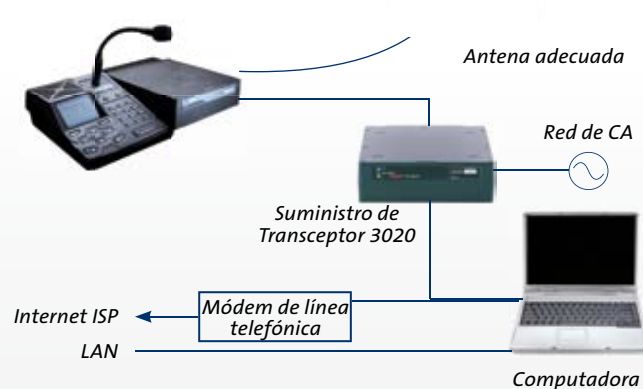 Antena adecuada
Red de CA
Suministro de
Transceptor 3020
Módem de línea
telefónica
Internet ISP
LAN
Computadora